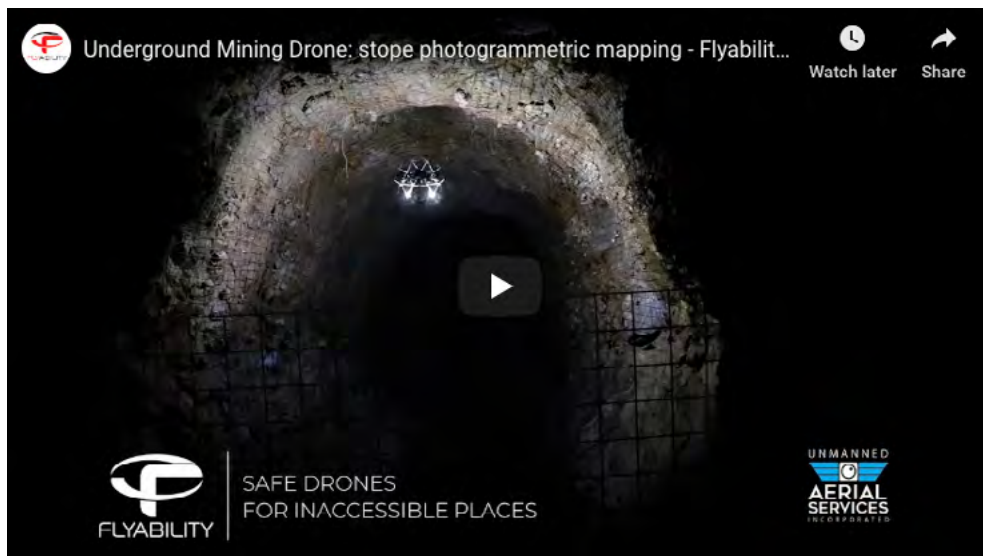 Underground Mining Drone: stope photogrammetric mapping - Flyabilit...
Watch later
Share
FLYABILITY
SAFE DRONES
FOR INACCESSIBLE PLACES
UNMANNED
AERIAL
SERVICES
INCORPORATED